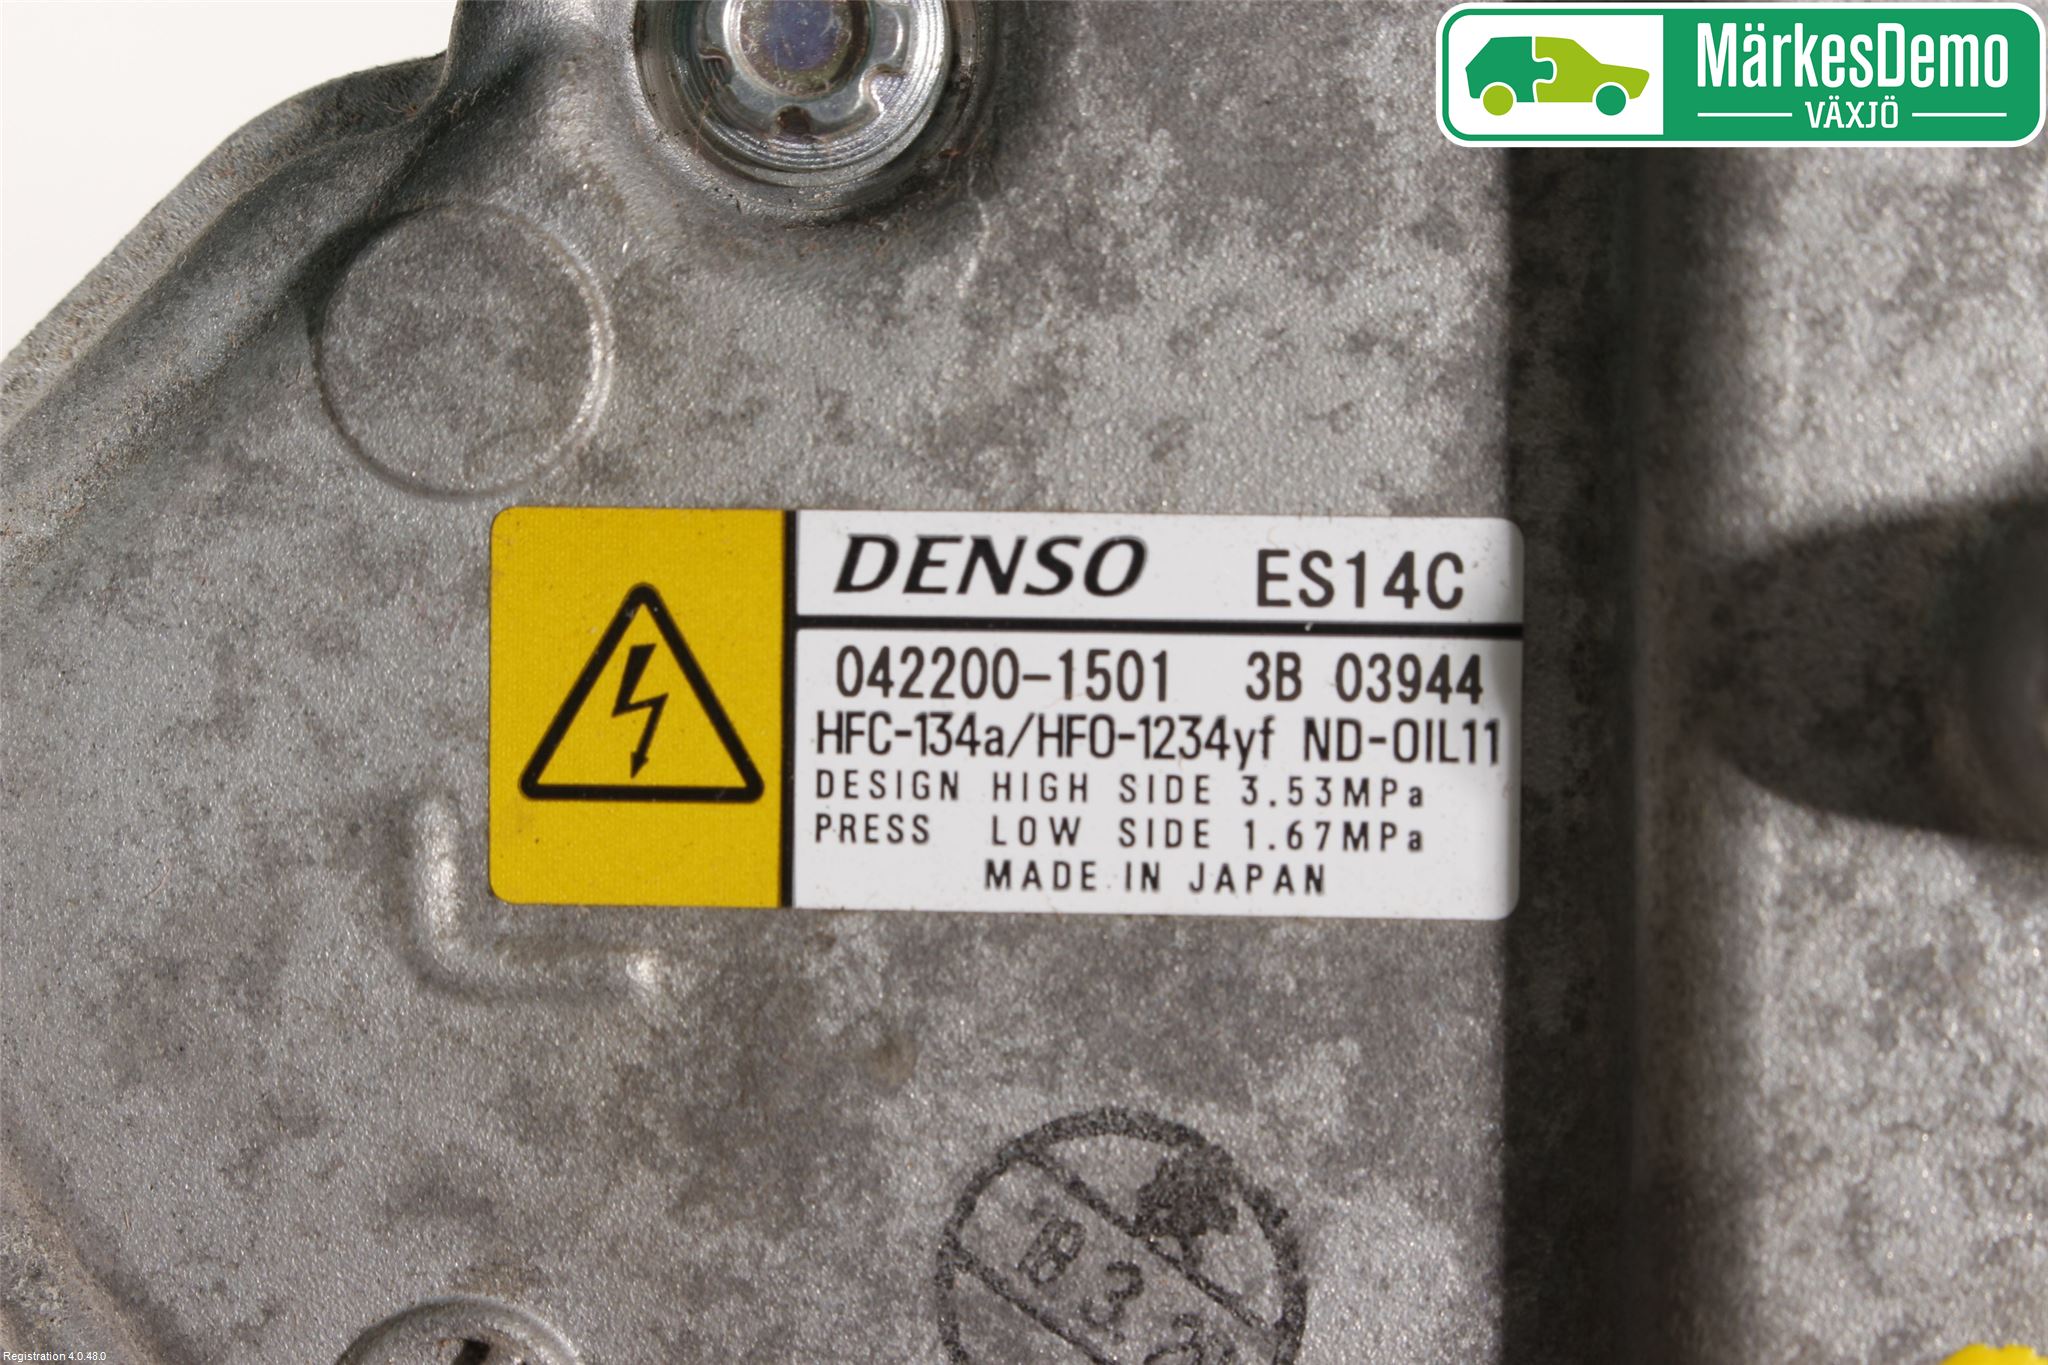 MärkesDemo
VÄXJÖ
DENSO ES14C
042200-1501 3B 03944
HFC-134a/HFO-1234yf ND-OIL11
DESIGN HIGH SIDE 3.53MPa
PRESS LOW SIDE 1.67MPa
MADE IN JAPAN
Registration 4.0.48.0